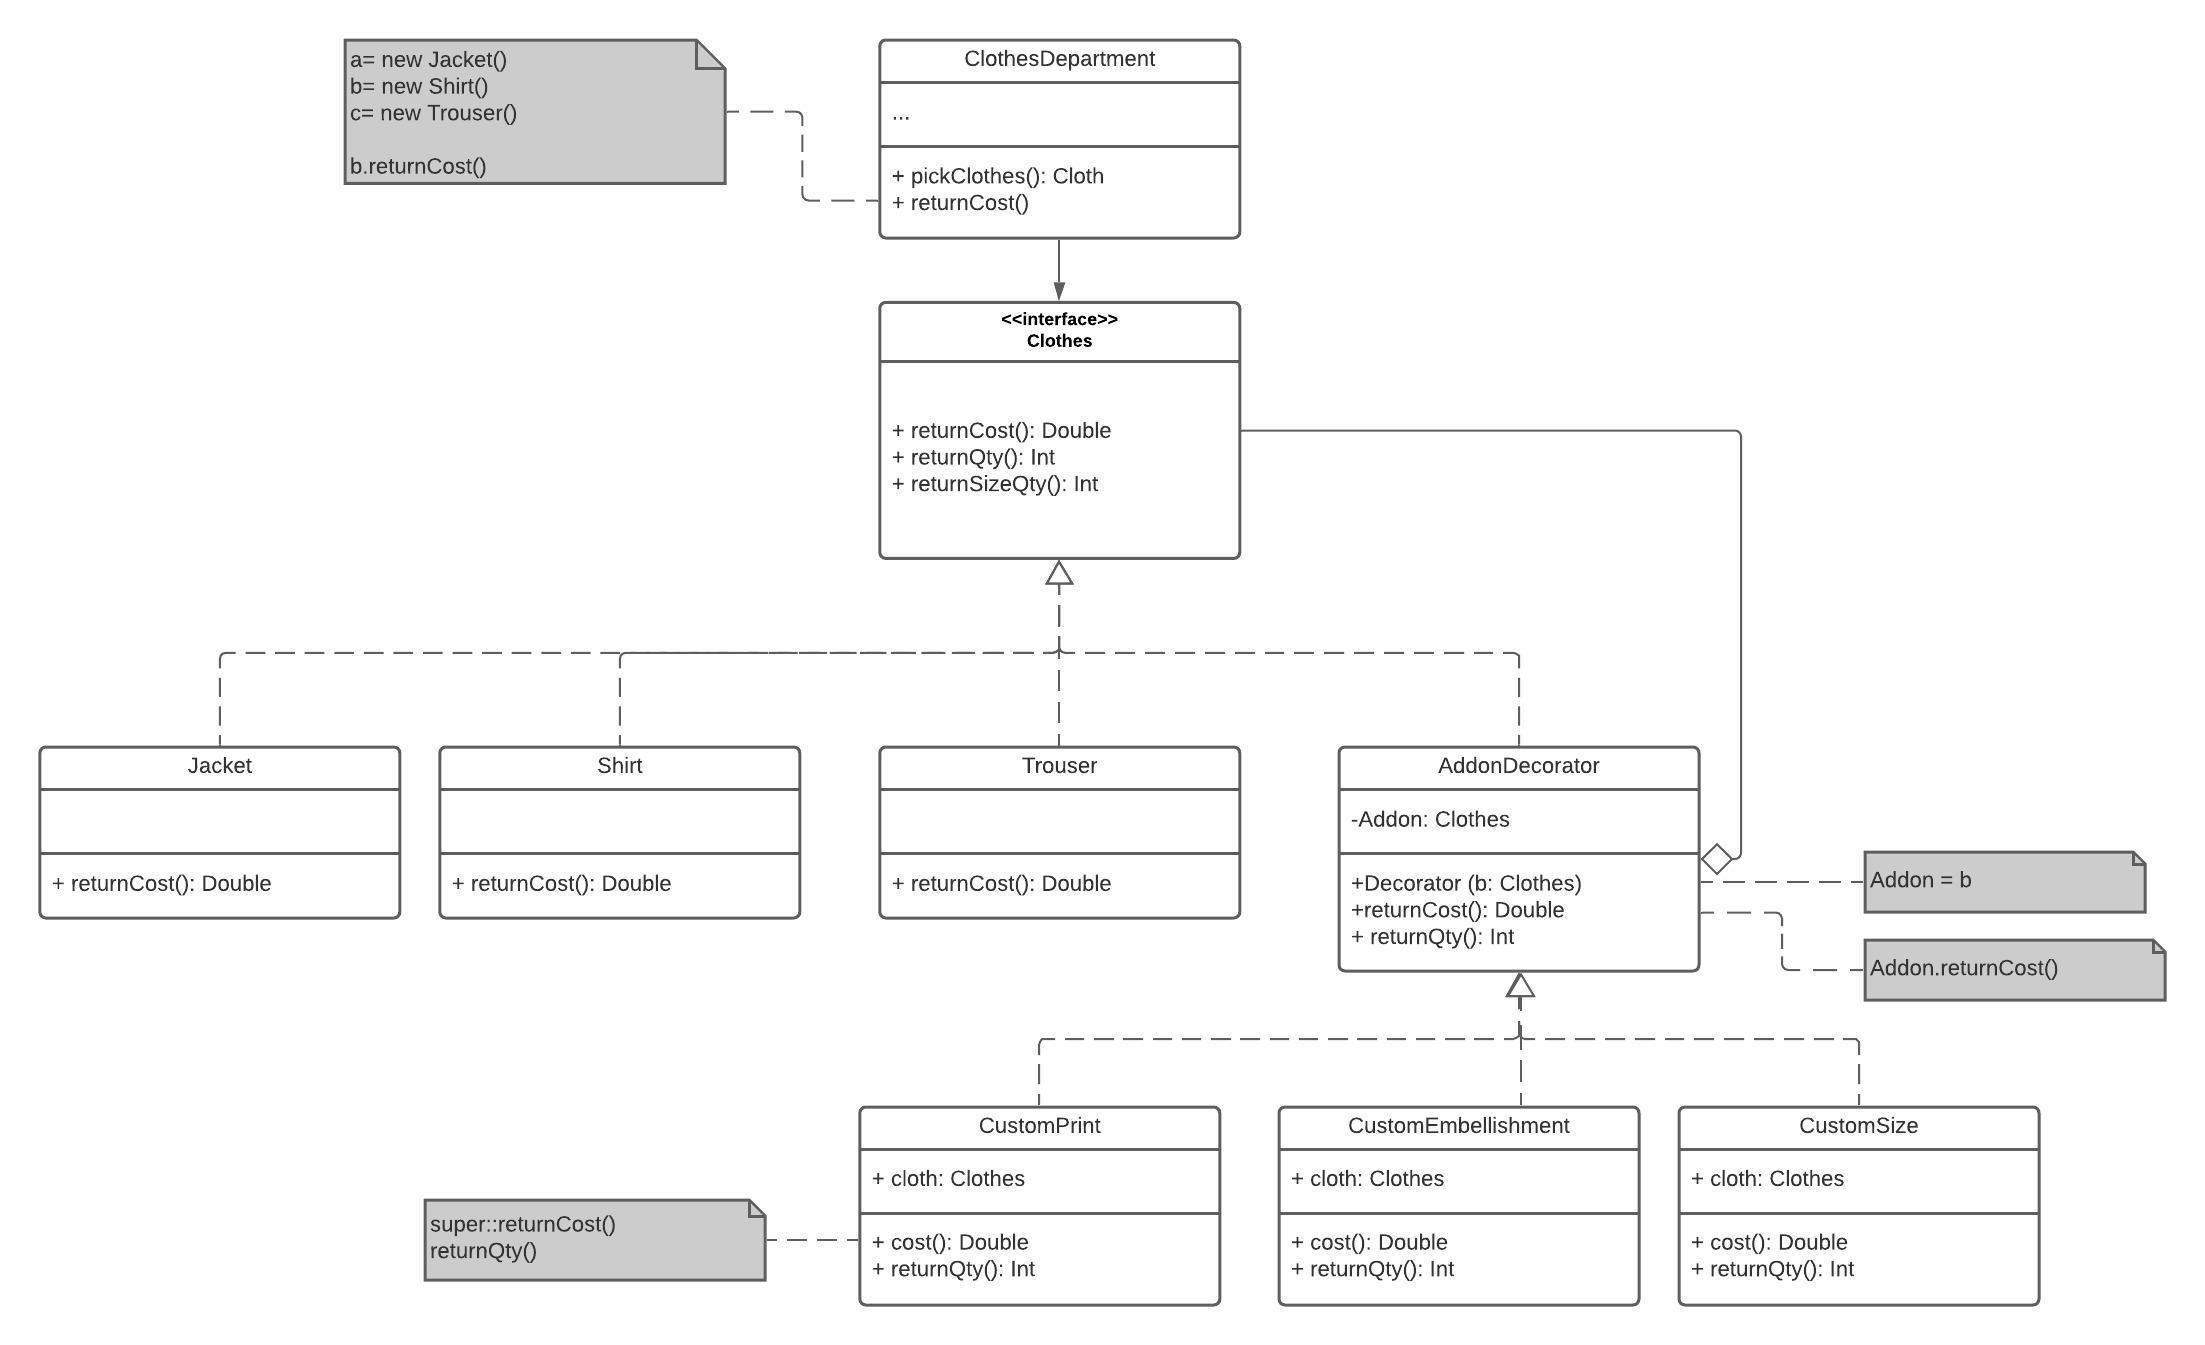 a= new Jacket()
b= new Shirt()
c= new Trouser()
b.returnCost()
ClothesDepartment
...
+ pickClothes(): Cloth
+ returnCost()
<<interface>>
Clothes
+ returnCost(): Double
+ returnQty(): Int
+ returnSizeQty(): Int
Jacket
+ returnCost(): Double
Shirt
+ returnCost(): Double
Trouser
+ returnCost(): Double
AddonDecorator
-Addon: Clothes
+Decorator (b: Clothes)
+returnCost(): Double
+ returnQty(): Int
Addon = b
Addon.returnCost()
super::returnCost()
returnQty()
CustomPrint
+ cloth: Clothes
+ cost(): Double
+ returnQty(): Int
CustomEmbellishment
+ cloth: Clothes
+ cost(): Double
+ returnQty(): Int
CustomSize
+ cloth: Clothes
+ cost(): Double
+ returnQty(): Int